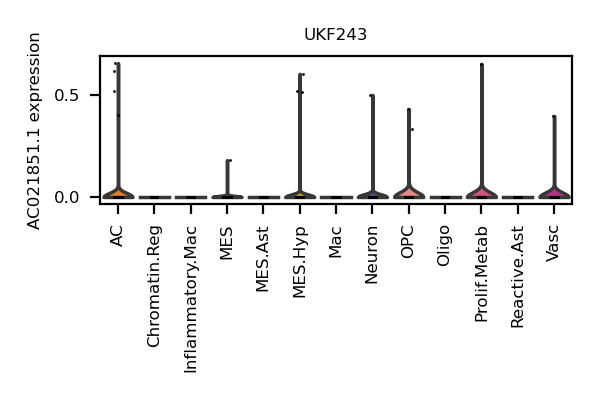 UKF243
AC021851.1 expression
0.5
0.0
AC
Chromatin.Reg
Inflammatory.Mac
MES
MES.Ast
MES.Hyp
Mac
Neuron
OPC
Oligo
Prolif.Metab
Reactive.Ast
Vasc